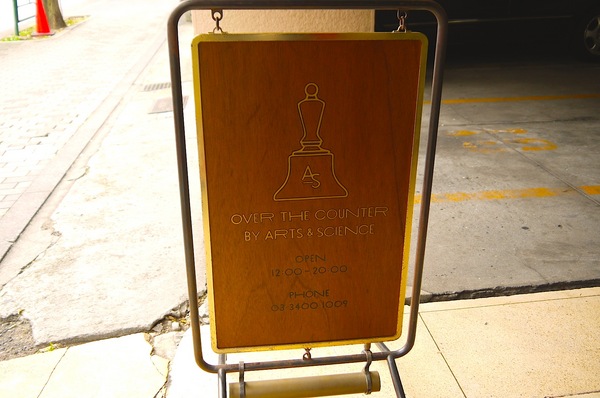 AS
OVER THE COUNTER
BY ARTS & SCIENCE
OPEN
12:00-20:00
PHONE
03.3400.1009